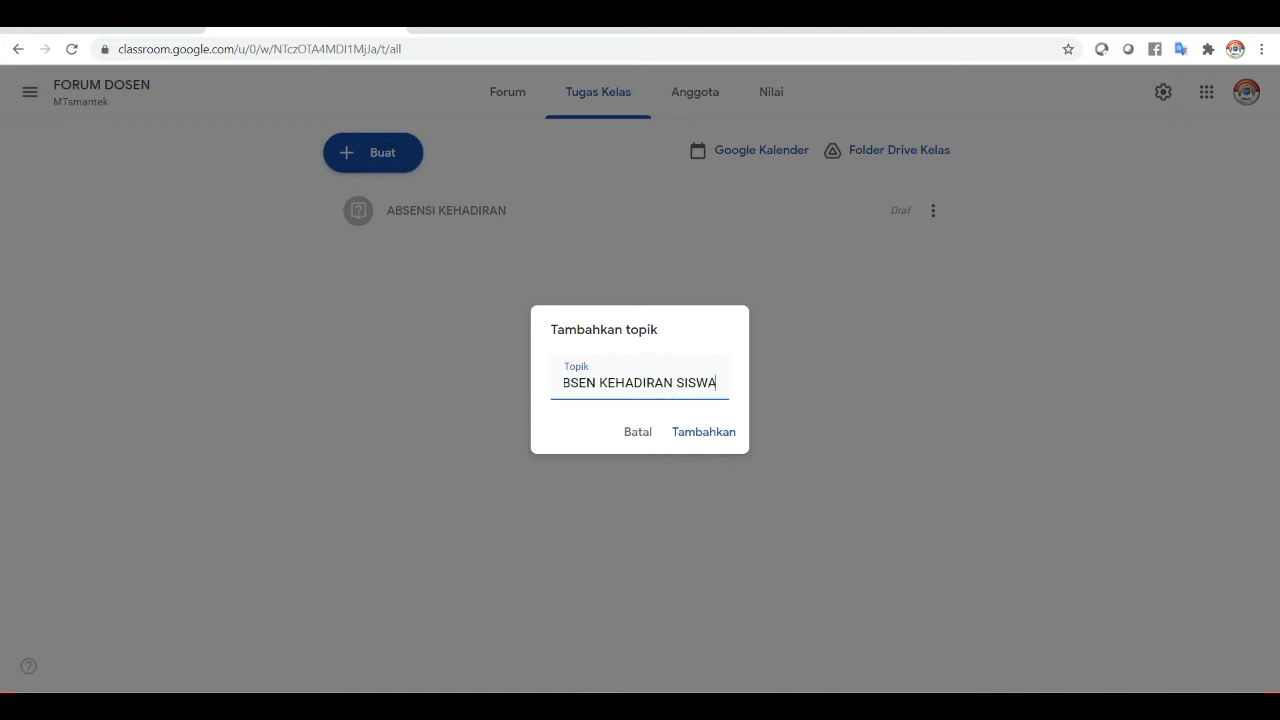 classroom.google.com/u/0/w/NTczOTA4MDI1MjJa/t/all
FORUM DOSEN
MTsmantek
Forum
Tugas Kelas
Anggota
Nilai
Buat
Google Kalender
Folder Drive Kelas
ABSENSI KEHADIRAN
Draf
Tambahkan topik
Topik
BSEN KEHADIRAN SISWA
Batal
Tambahkan